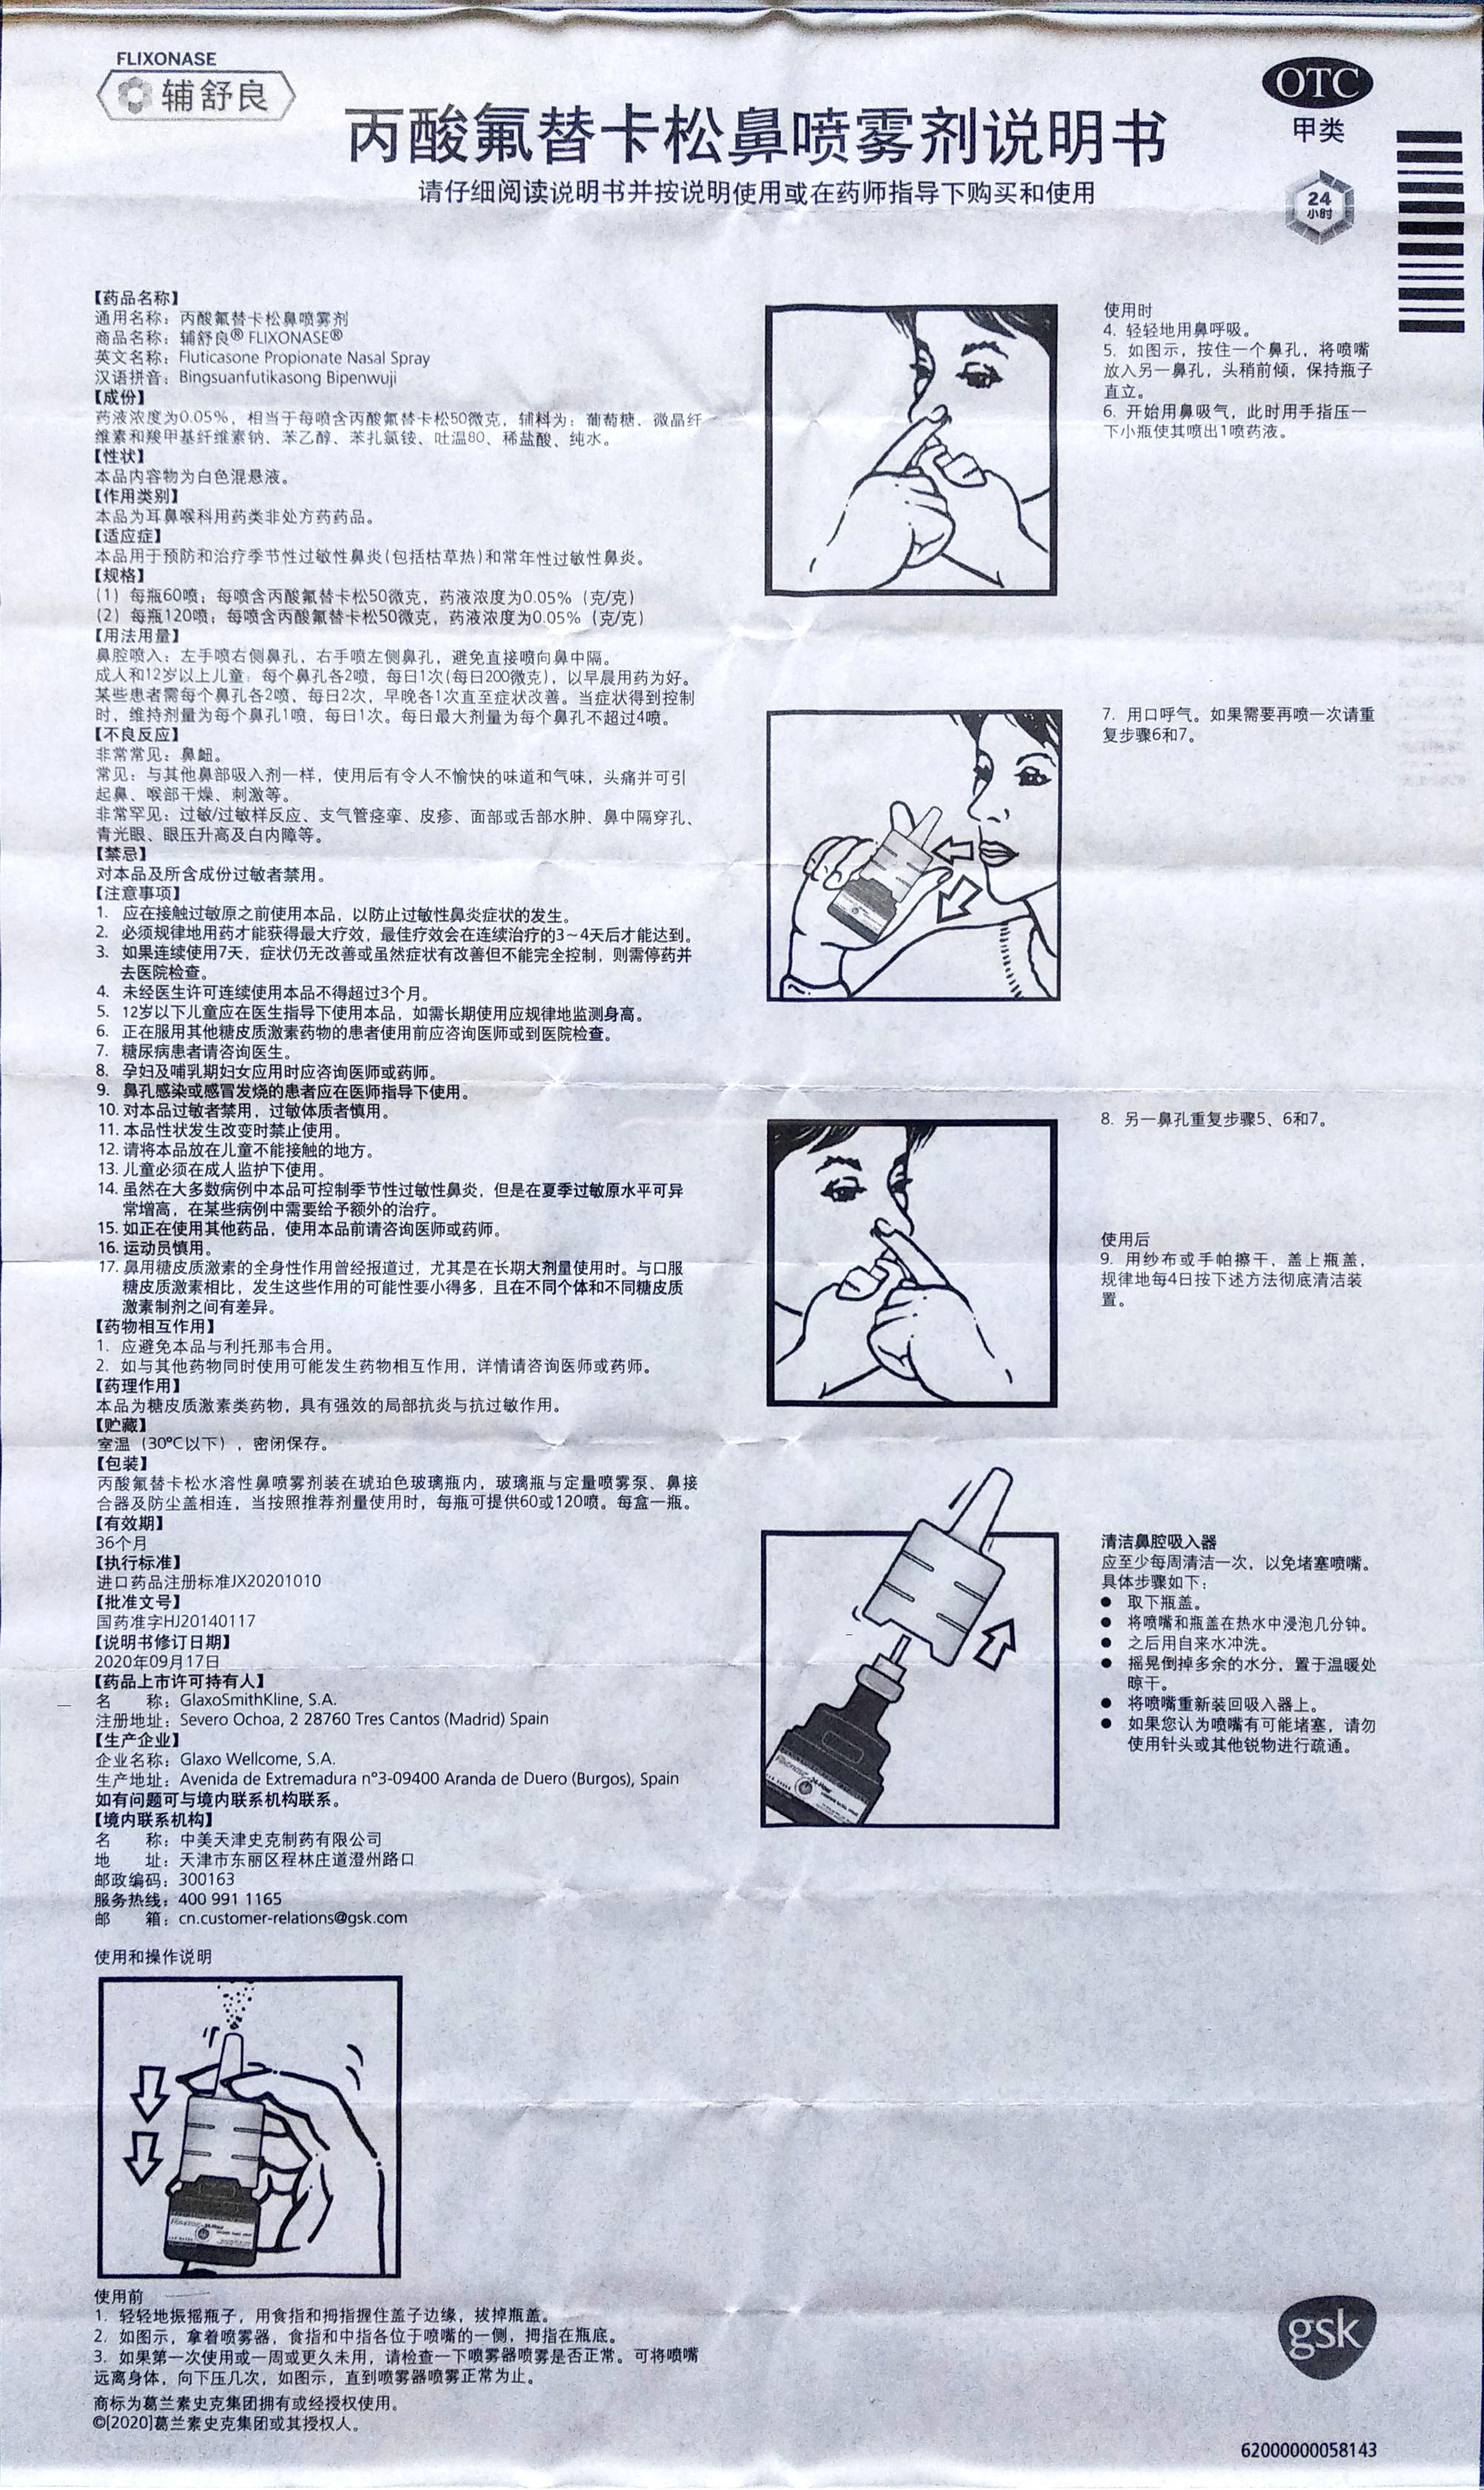 FLIXONASE
辅舒良
OTC
甲类
丙酸氟替卡松鼻喷雾剂说明书
请仔细阅读说明书并按说明使用或在药师指导下购买和使用
24
小时
【药品名称】
通用名称：丙酸氟替卡松鼻喷雾剂
商品名称：辅舒良® FLIXONASE®
英文名称：Fluticasone Propionate Nasal Spray
汉语拼音：Bingsuanfutikasong Bipenwuji
【成份】
药液浓度为0.05%，相当于每喷含丙酸氟替卡松50微克，辅料为：葡萄糖、微晶纤
维素和羧甲基纤维素钠、苯乙醇、苯扎氯铵、吐温80、稀盐酸、纯水。
【性状】
本品内容物为白色混悬液。
【作用类别】
本品为耳鼻喉科用药类非处方药药品。
【适应症】
本品用于预防和治疗季节性过敏性鼻炎(包括枯草热)和常年性过敏性鼻炎。
【规格】
(1) 每瓶60喷；每喷含丙酸氟替卡松50微克，药液浓度为0.05%（克/克）
(2) 每瓶120喷；每喷含丙酸氟替卡松50微克，药液浓度为0.05%（克/克）
【用法用量】
鼻腔喷入：左手喷右侧鼻孔，右手喷左侧鼻孔，避免直接喷向鼻中隔。
成人和12岁以上儿童：每个鼻孔各2喷，每日1次(每日200微克)，以早晨用药为好。
某些患者需每个鼻孔各2喷，每日2次，早晚各1次直至症状改善。当症状得到控制
时，维持剂量为每个鼻孔1喷，每日1次。每日最大剂量为每个鼻孔不超过4喷。
【不良反应】
非常常见：鼻衄。
常见：与其他鼻部吸入剂一样，使用后有令人不愉快的味道和气味，头痛并可引
起鼻、喉部干燥、刺激等。
非常罕见：过敏/过敏样反应、支气管痉挛、皮疹、面部或舌部水肿、鼻中隔穿孔、
青光眼、眼压升高及白内障等。
【禁忌】
对本品及所含成份过敏者禁用。
【注意事项】
1. 应在接触过敏原之前使用本品，以防止过敏性鼻炎症状的发生。
2. 必须规律地用药才能获得最大疗效，最佳疗效会在连续治疗的3~4天后才能达到。
3. 如果连续使用7天，症状仍无改善或虽然症状有改善但不能完全控制，则需停药并
去医院检查。
4. 未经医生许可连续使用本品不得超过3个月。
5. 12岁以下儿童应在医生指导下使用本品，如需长期使用应规律地监测身高。
6. 正在服用其他糖皮质激素药物的患者使用前应咨询医师或到医院检查。
7. 糖尿病患者请咨询医生。
8. 孕妇及哺乳期妇女应用时应咨询医师或药师。
9. 鼻孔感染或感冒发烧的患者应在医师指导下使用。
10. 对本品过敏者禁用，过敏体质者慎用。
11. 本品性状发生改变时禁止使用。
12. 请将本品放在儿童不能接触的地方。
13. 儿童必须在成人监护下使用。
14. 虽然在大多数病例中本品可控制季节性过敏性鼻炎，但是在夏季过敏原水平可异
常增高，在某些病例中需要给予额外的治疗。
15. 如正在使用其他药品，使用本品前请咨询医师或药师。
16. 运动员慎用。
17. 鼻用糖皮质激素的全身性作用曾经报道过，尤其是在长期大剂量使用时。与口服
糖皮质激素相比，发生这些作用的可能性要小得多，且在不同个体和不同糖皮质
激素制剂之间有差异。
【药物相互作用】
1. 应避免本品与利托那韦合用。
2. 如与其他药物同时使用可能发生药物相互作用，详情请咨询医师或药师。
【药理作用】
本品为糖皮质激素类药物，具有强效的局部抗炎与抗过敏作用。
【贮藏】
室温（30℃以下），密闭保存。
【包装】
丙酸氟替卡松水溶性鼻喷雾剂装在琥珀色玻璃瓶内，玻璃瓶与定量喷雾泵、鼻接
合器及防尘盖相连，当按照推荐剂量使用时，每瓶可提供60或120喷。每盒一瓶。
【有效期】
36个月
【执行标准】
进口药品注册标准JX20201010
【批准文号】
国药准字HJ20140117
【说明书修订日期】
2020年09月17日
【药品上市许可持有人】
名　　称：GlaxoSmithKline, S.A.
注册地址：Severo Ochoa, 2 28760 Tres Cantos (Madrid) Spain
【生产企业】
企业名称：Glaxo Wellcome, S.A.
生产地址：Avenida de Extremadura n°3-09400 Aranda de Duero (Burgos), Spain
如有问题可与境内联系机构联系。
【境内联系机构】
名　　称：中美天津史克制药有限公司
地　　址：天津市东丽区程林庄道澄州路口
邮政编码：300163
服务热线：400 991 1165
邮　　箱：cn.customer-relations@gsk.com
使用和操作说明
使用前
1. 轻轻地振摇瓶子，用食指和拇指握住盖子边缘，拔掉瓶盖。
2. 如图示，拿着喷雾器，食指和中指各位于喷嘴的一侧，拇指在瓶底。
3. 如果第一次使用或一周或更久未用，请检查一下喷雾器喷雾是否正常。可将喷嘴
远离身体，向下压几次，如图示，直到喷雾器喷雾正常为止。
商标为葛兰素史克集团拥有或经授权使用。
©[2020]葛兰素史克集团或其授权人。
使用时
4. 轻轻地用鼻呼吸。
5. 如图示，按住一个鼻孔，将喷嘴
放入另一鼻孔，头稍前倾，保持瓶子
直立。
6. 开始用鼻吸气，此时用手指压一
下小瓶使其喷出1喷药液。
7. 用口呼气。如果需要再喷一次请重
复步骤6和7。
8. 另一鼻孔重复步骤5、6和7。
使用后
9. 用纱布或手帕擦干，盖上瓶盖，
规律地每4日按下述方法彻底清洁装
置。
清洁鼻腔吸入器
应至少每周清洁一次，以免堵塞喷嘴。
具体步骤如下：
● 取下瓶盖。
● 将喷嘴和瓶盖在热水中浸泡几分钟。
● 之后用自来水冲洗。
● 摇晃倒掉多余的水分，置于温暖处
晾干。
● 将喷嘴重新装回吸入器上。
● 如果您认为喷嘴有可能堵塞，请勿
使用针头或其他锐物进行疏通。
gsk
62000000058143